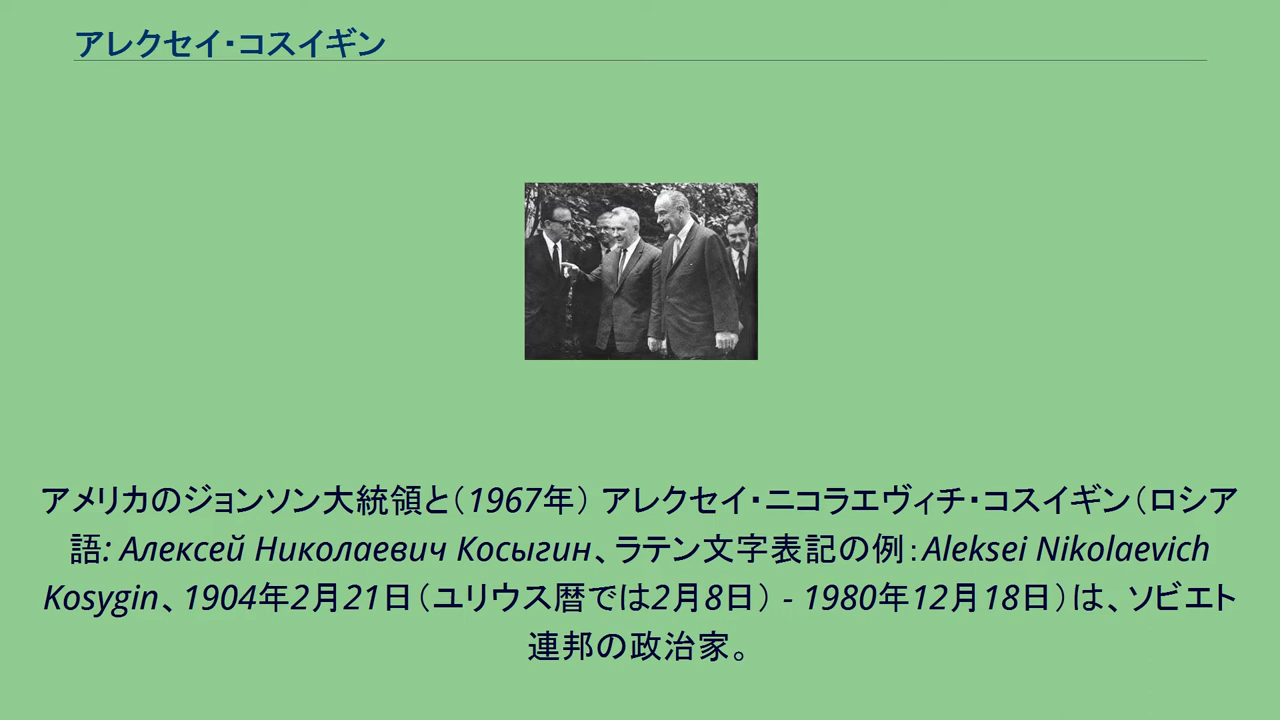 アレクセイ・コスイギン
アメリカのジョンソン大統領と（1967年） アレクセイ・ニコラエヴィチ・コスイギン（ロシア
語: Алексей Николаевич Косыгин、ラテン文字表記の例：Aleksei Nikolaevich
Kosygin、1904年2月21日（ユリウス暦では2月8日） - 1980年12月18日）は、ソビエト
連邦の政治家。